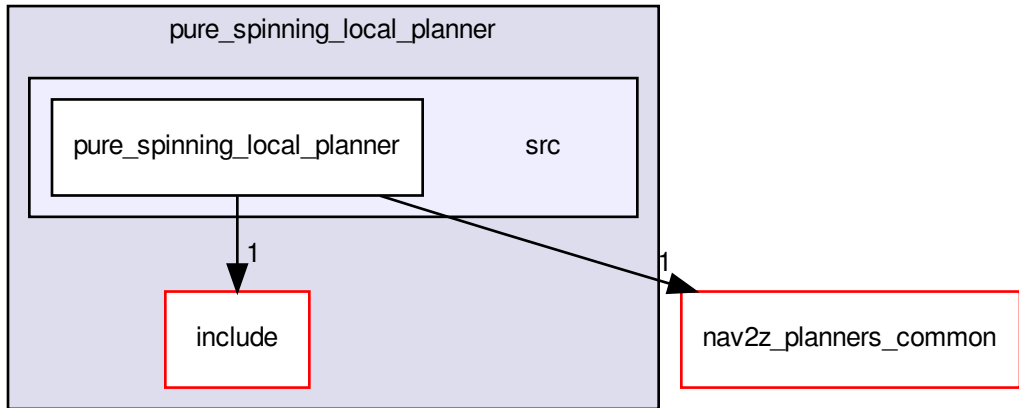 pure_spinning_local_planner
pure_spinning_local_planner
src
1
1
include
nav2z_planners_common